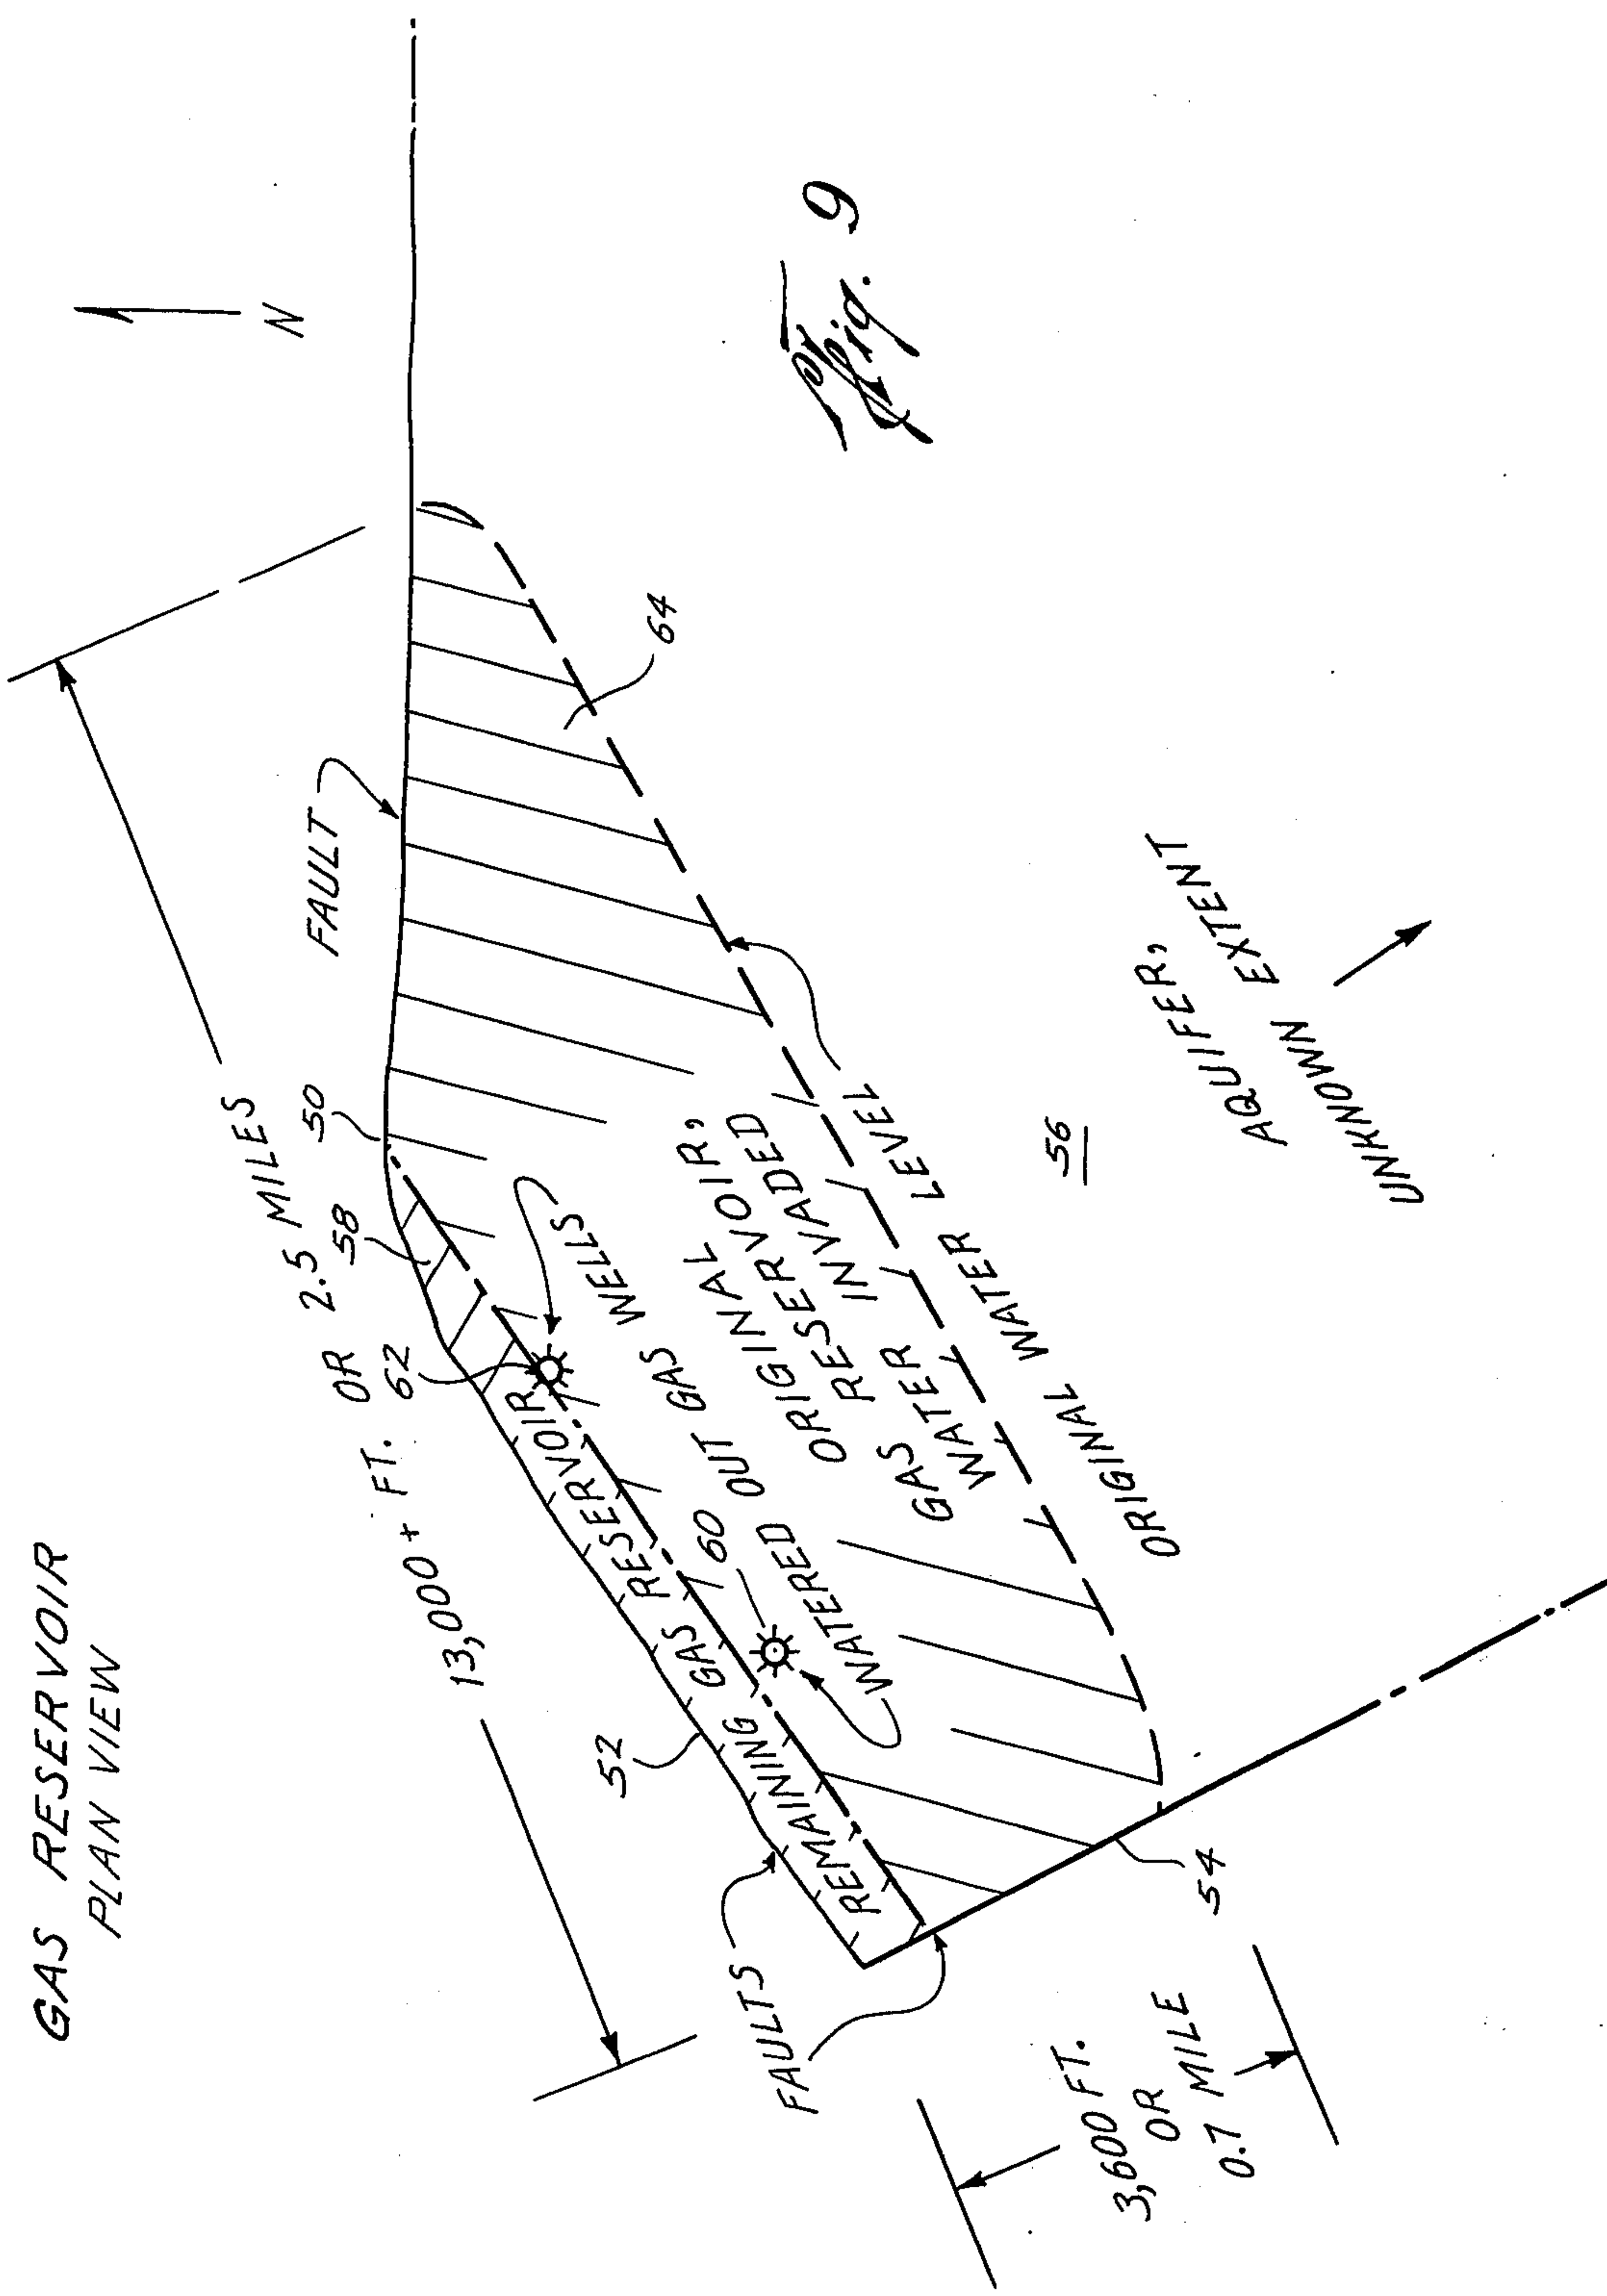 GAS RESERVOIR
PLAN VIEW
N
13,000+ FT. OR 2.5 MILES
FAULT
50
58
62
52
60
64
REMAINING GAS RESERVOIR
WATERED OUT GAS WELLS
ORIGINAL
ORIGINAL RESERVOIR,
GAS RESERVOIR
WATER INVADED
WATER
ORIGINAL WATER LEVEL
56
AQUIFER,
UNKNOWN EXTENT
54
FAULTS
3,600 FT.
OR
0.7 MILE
Fig. 9